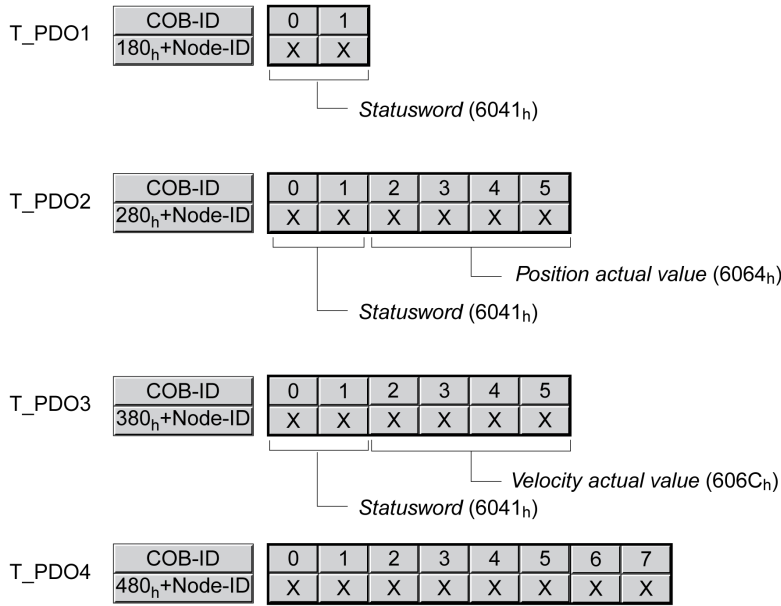 T_PDO1 COB-ID 0 1
180h+Node-ID X X
Statusword (6041h)
T_PDO2 COB-ID 0 1 2 3 4 5
280h+Node-ID X X X X X X
Position actual value (6064h)
Statusword (6041h)
T_PDO3 COB-ID 0 1 2 3 4 5
380h+Node-ID X X X X X X
Velocity actual value (606Ch)
Statusword (6041h)
T_PDO4 COB-ID 0 1 2 3 4 5 6 7
480h+Node-ID X X X X X X X X